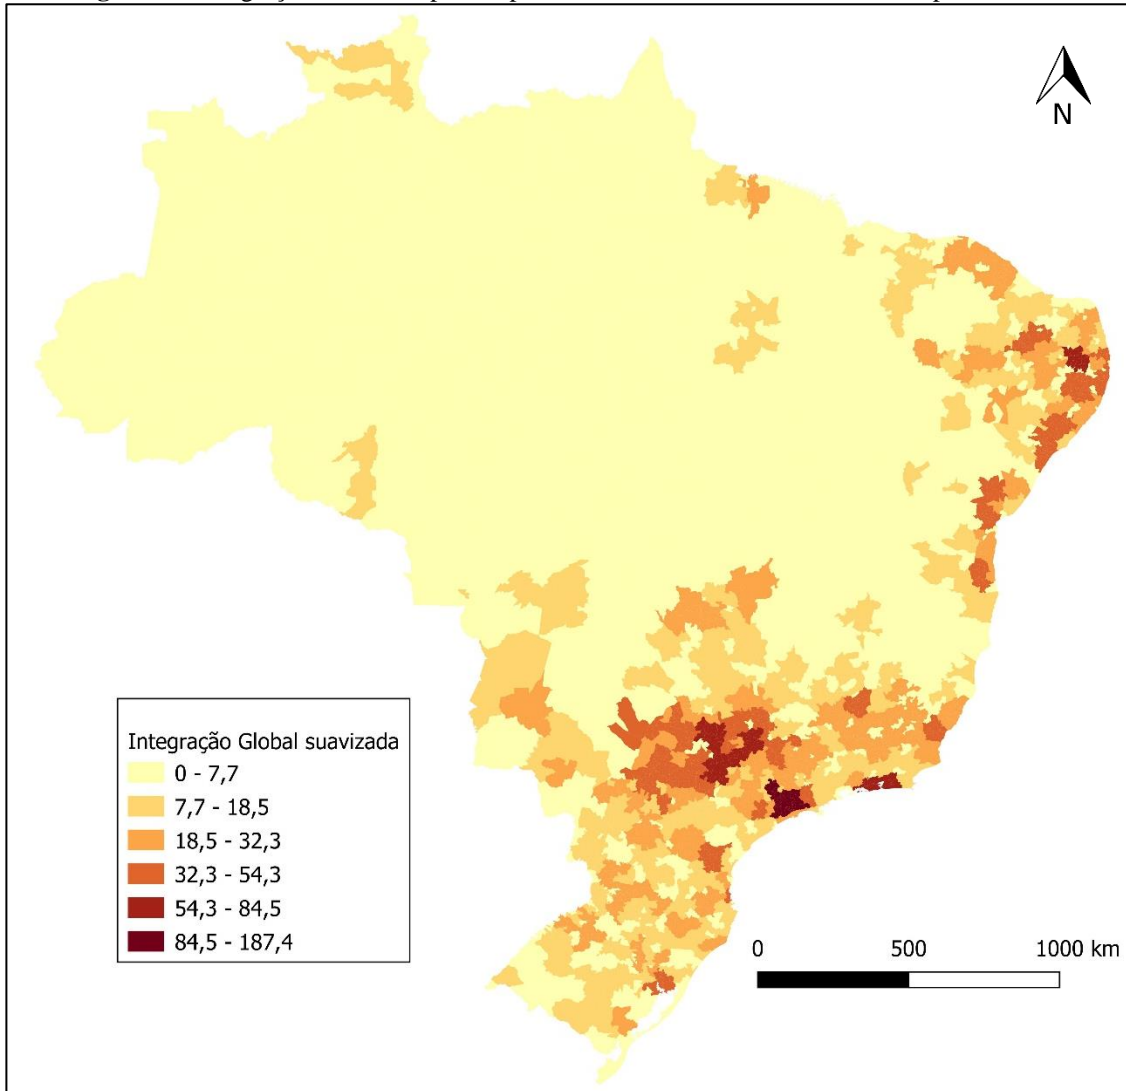 N
Integração Global suavizada
0 - 7,7
7,7 - 18,5
18,5 - 32,3
32,3 - 54,3
54,3 - 84,5
84,5 - 187,4
0 500 1000 km